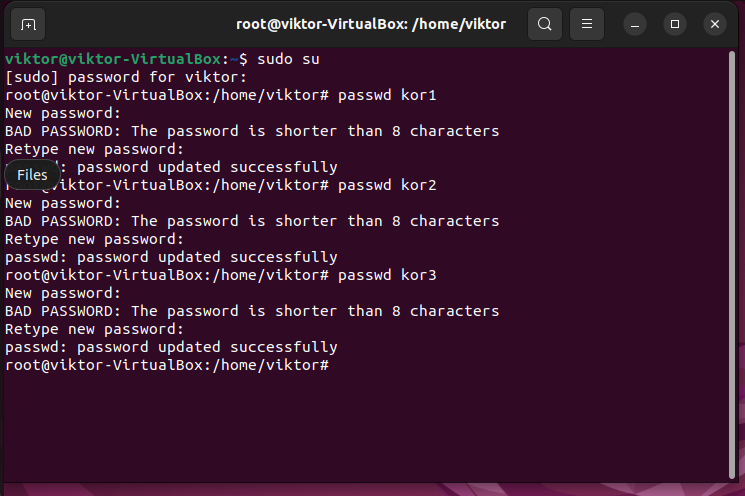 root@viktor-VirtualBox: /home/viktor
viktor@viktor-VirtualBox:~$ sudo su
[sudo] password for viktor:
root@viktor-VirtualBox:/home/viktor# passwd kor1
New password:
BAD PASSWORD: The password is shorter than 8 characters
Retype new password:
password updated successfully
Files
@viktor-VirtualBox:/home/viktor# passwd kor2
New password:
BAD PASSWORD: The password is shorter than 8 characters
Retype new password:
passwd: password updated successfully
root@viktor-VirtualBox:/home/viktor# passwd kor3
New password:
BAD PASSWORD: The password is shorter than 8 characters
Retype new password:
passwd: password updated successfully
root@viktor-VirtualBox:/home/viktor#